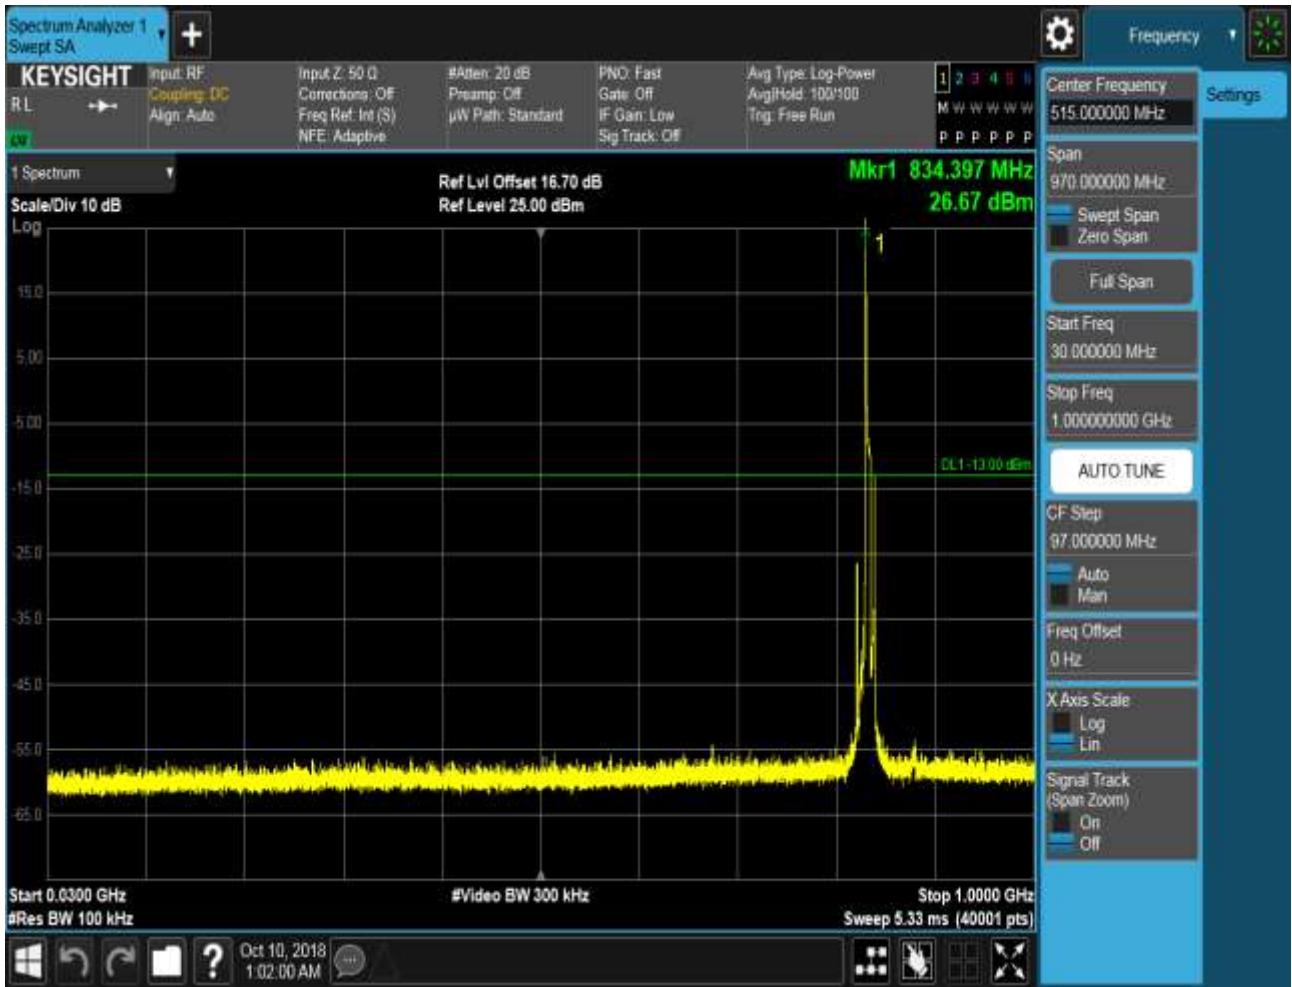 Spectrum Analyzer 1
Swept SA
+
Frequency
KEYSIGHT
R L
Input: RF
Coupling: DC
Align: Auto
Input Z: 50 Ω
Corrections: Off
Freq Ref: Int (S)
NFE: Adaptive
#Atten: 20 dB
Preamp: Off
µW Path: Standard
PNO: Fast
Gate: Off
IF Gain: Low
Sig Track: Off
Avg Type: Log-Power
Avg|Hold: 100/100
Trig: Free Run
1 2 3 4 5 6
M W W W W W
P P P P P P
1 Spectrum
Scale/Div 10 dB
Log
Ref Lvl Offset 16.70 dB
Ref Level 25.00 dBm
Mkr1 834.397 MHz
26.67 dBm
1
15.0
5.00
-5.00
DL1 -13.00 dBm
-15.0
-25.0
-35.0
-45.0
-55.0
-65.0
Start 0.0300 GHz
#Res BW 100 kHz
#Video BW 300 kHz
Stop 1.0000 GHz
Sweep 5.33 ms (40001 pts)
Center Frequency
515.000000 MHz
Settings
Span
970.000000 MHz
Swept Span
Zero Span
Full Span
Start Freq
30.000000 MHz
Stop Freq
1.000000000 GHz
AUTO TUNE
CF Step
97.000000 MHz
Auto
Man
Freq Offset
0 Hz
X Axis Scale
Log
Lin
Signal Track
(Span Zoom)
On
Off
?
Oct 10, 2018
1:02:00 AM